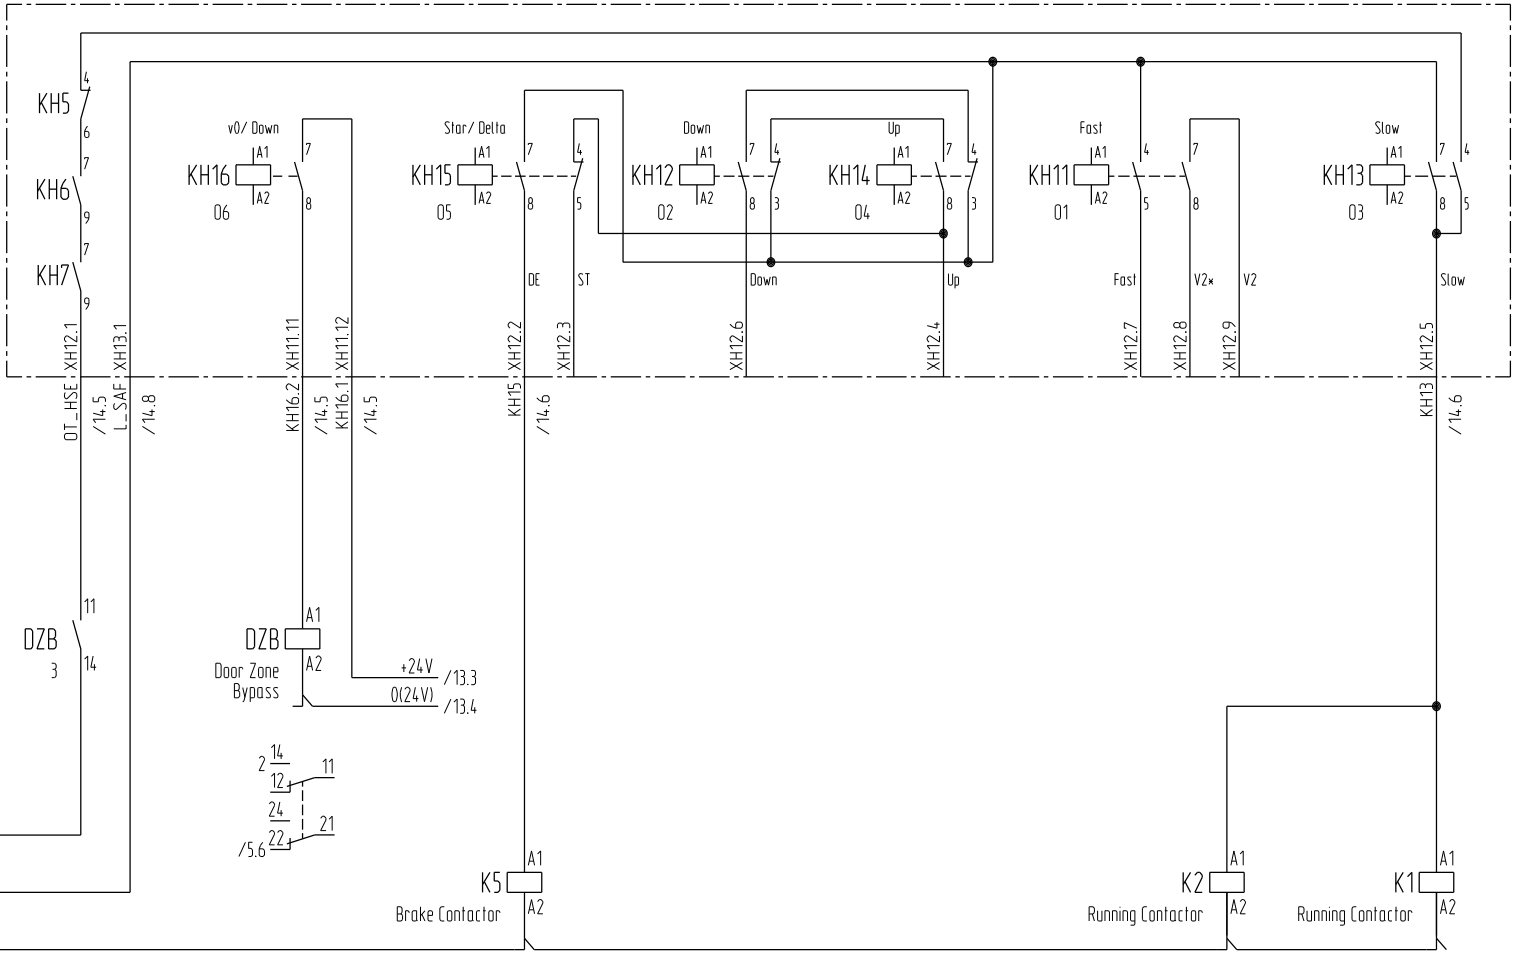 KH5
4
6
KH6
7
9
KH7
7
9
v0/ Down
KH16
A1
A2
06
7
8
Star/ Delta
KH15
A1
A2
05
7
8
4
5
DE
ST
Down
KH12
A1
A2
02
7
8
4
3
Down
Up
KH14
A1
A2
04
7
8
4
3
Up
Fast
KH11
A1
A2
01
4
5
7
8
Fast
V2*
V2
Slow
KH13
A1
A2
03
7
8
4
5
Slow
XH12.1
XH13.1
XH11.11
XH11.12
XH12.2
XH12.3
XH12.6
XH12.4
XH12.7
XH12.8
XH12.9
XH12.5
OT_HSE
/14.5
L_SAF
/14.8
KH16.2
/14.5
KH16.1
/14.5
KH15
/14.6
KH13
/14.6
DZB
3
11
14
DZB
A1
A2
Door Zone
Bypass
+24V
/13.3
0(24V)
/13.4
2
14
12
11
24
/5.6
22
21
K5
A1
A2
Brake Contactor
K2
A1
A2
Running Contactor
K1
A1
A2
Running Contactor